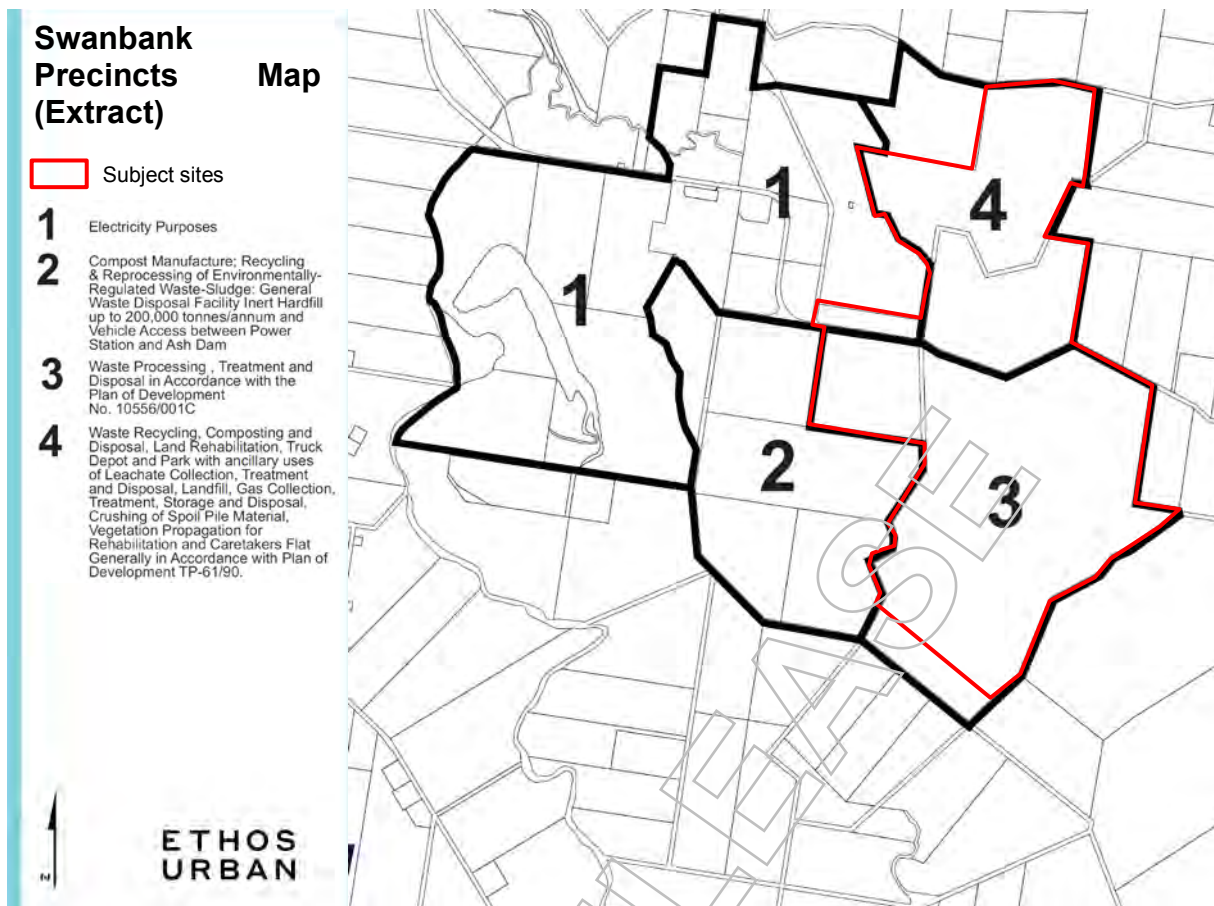 Swanbank
Precincts Map
(Extract)
Subject sites
1
Electricity Purposes
2
Compost Manufacture; Recycling
& Reprocessing of Environmentally-
Regulated Waste-Sludge: General
Waste Disposal Facility Inert Hardfill
up to 200,000 tonnes/annum and
Vehicle Access between Power
Station and Ash Dam
3
Waste Processing , Treatment and
Disposal in Accordance with the
Plan of Development
No. 10556/001C
4
Waste Recycling, Composting and
Disposal, Land Rehabilitation, Truck
Depot and Park with ancillary uses
of Leachate Collection, Treatment
and Disposal, Landfill, Gas Collection,
Treatment, Storage and Disposal,
Crushing of Spoil Pile Material,
Vegetation Propagation for
Rehabilitation and Caretakers Flat
Generally in Accordance with Plan of
Development TP-61/90.
N
ETHOS
URBAN
1
4
1
2
3
EASE